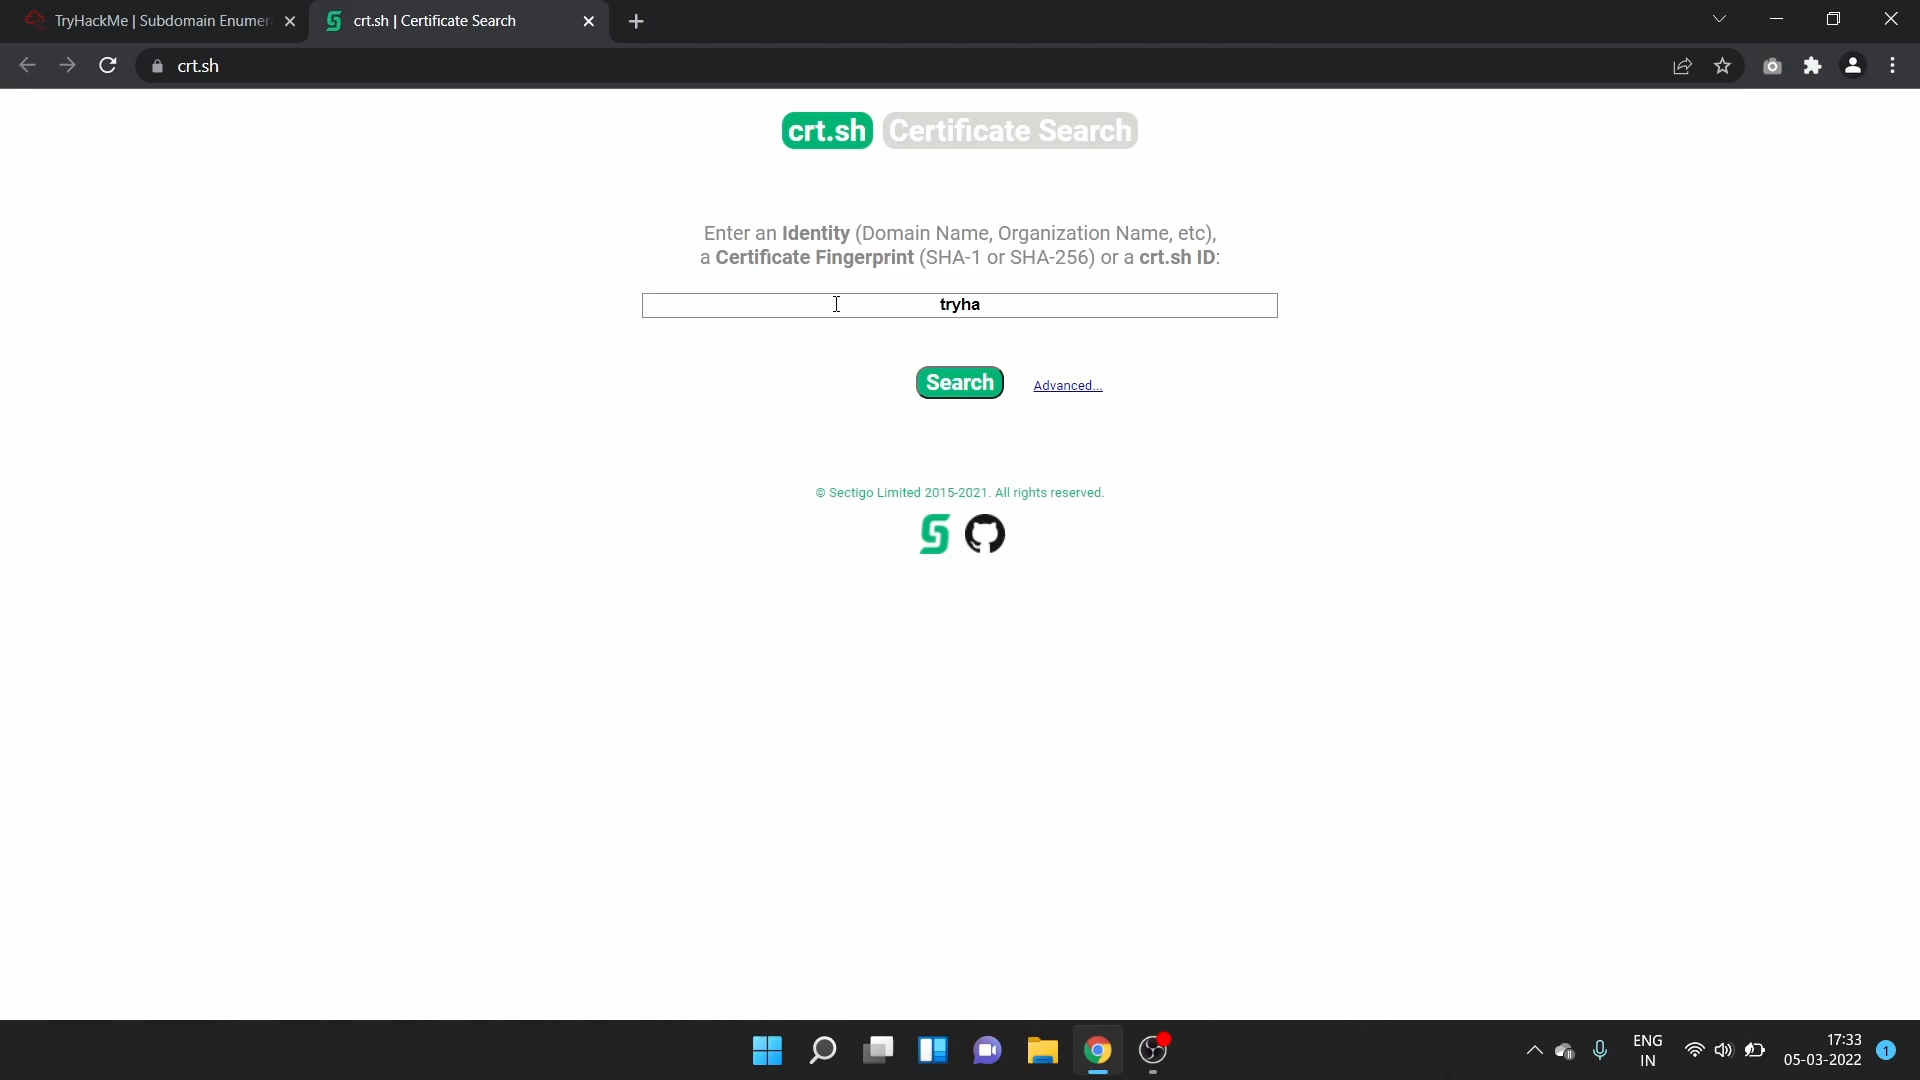 TryHackMe | Subdomain Enumer
crt.sh | Certificate Search
crt.sh
crt.sh Certificate Search
Enter an Identity (Domain Name, Organization Name, etc),
a Certificate Fingerprint (SHA-1 or SHA-256) or a crt.sh ID:
tryha
Search
Advanced...
© Sectigo Limited 2015-2021. All rights reserved.
ENG
IN
17:33
05-03-2022
1